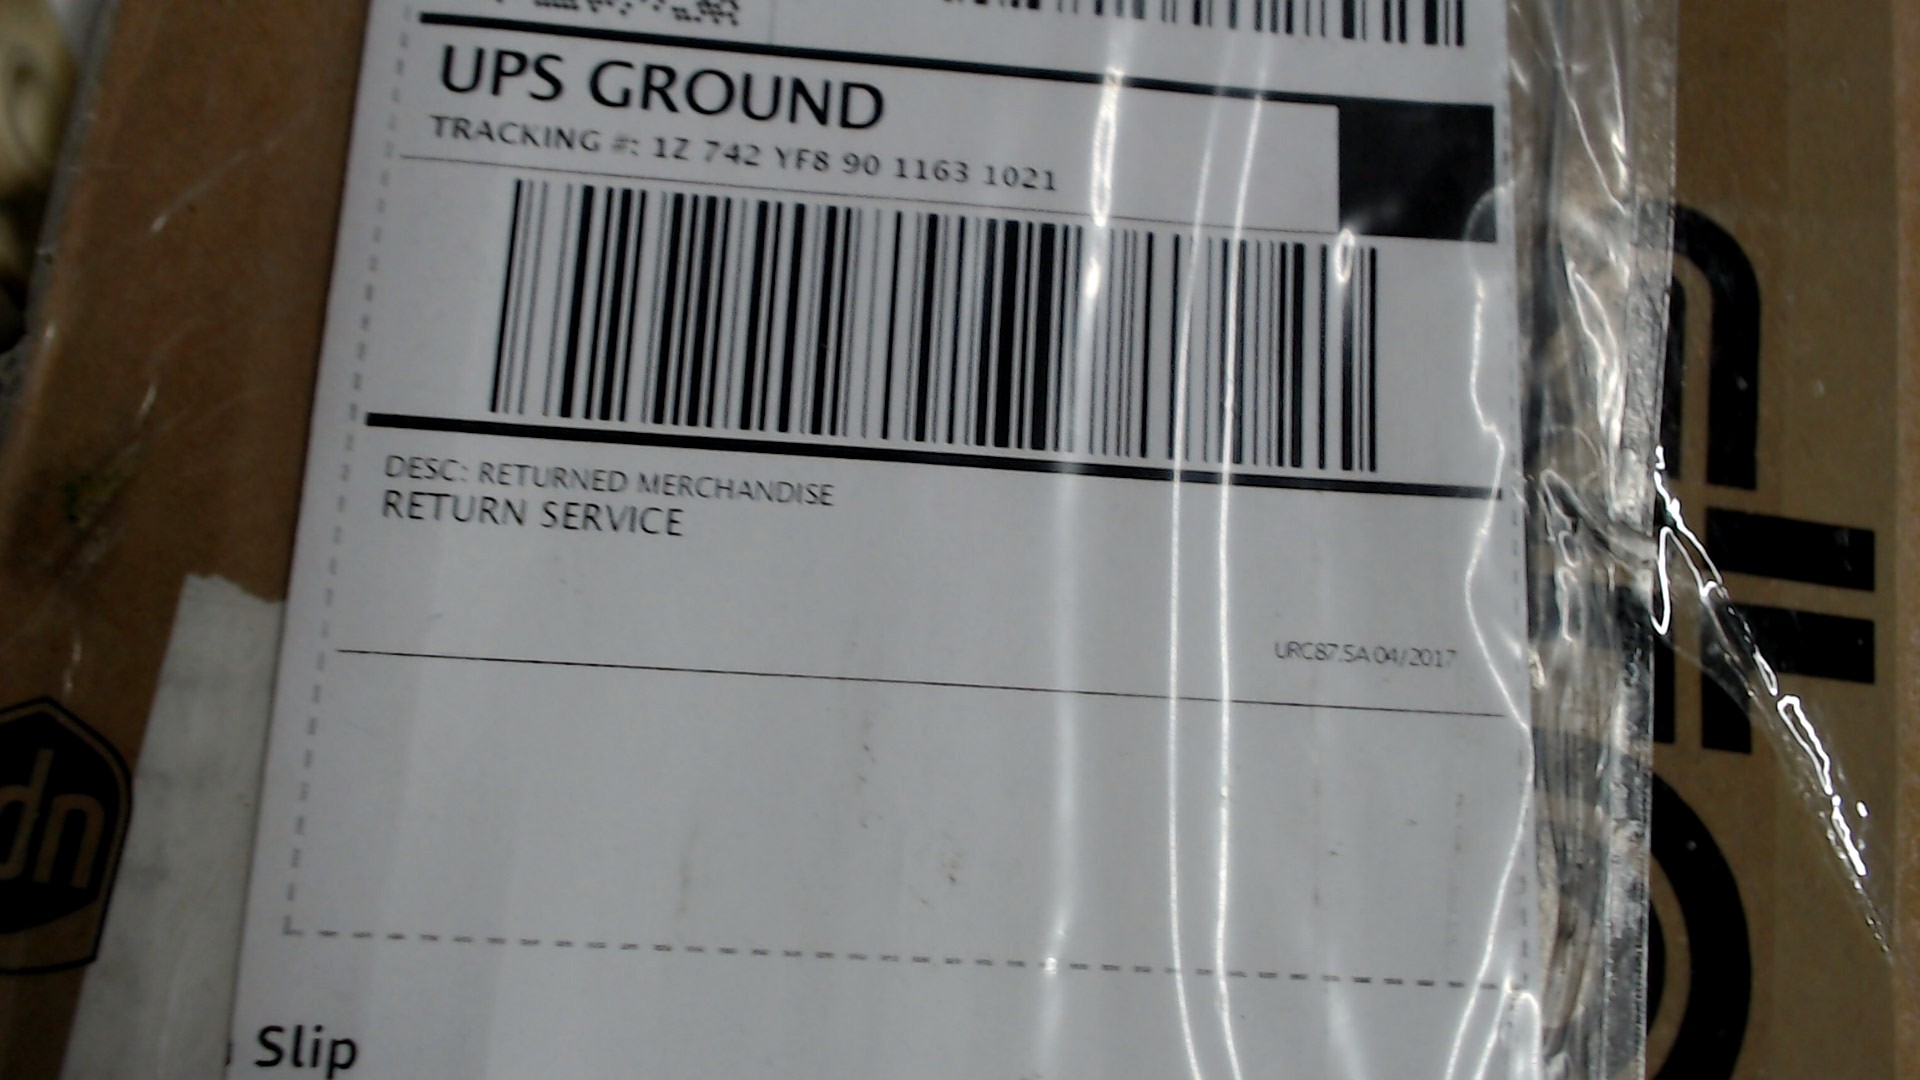 UPS GROUND
TRACKING #: 1Z 742 YF8 90 1163 1021
DESC: RETURNED MERCHANDISE
RETURN SERVICE
URC87.5A 04/2017
Slip